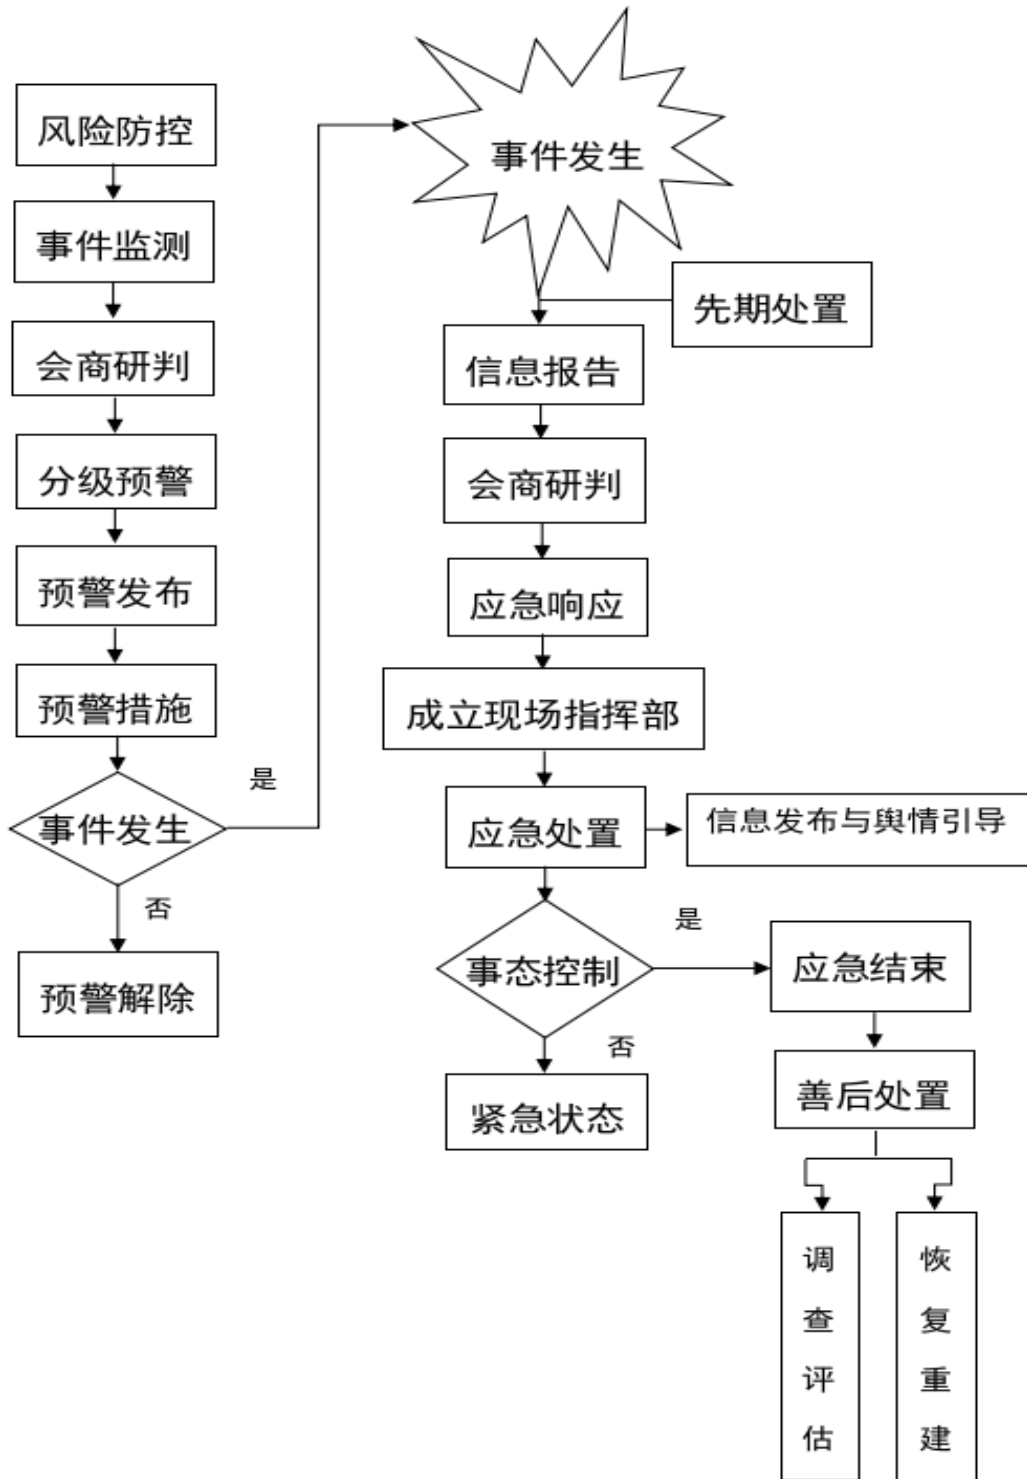 风险防控
事件监测
会商研判
分级预警
预警发布
预警措施
事件发生
是
否
预警解除
事件发生
先期处置
信息报告
会商研判
应急响应
成立现场指挥部
应急处置
信息发布与舆情引导
事态控制
是
否
应急结束
紧急状态
善后处置
调查评估
恢复重建